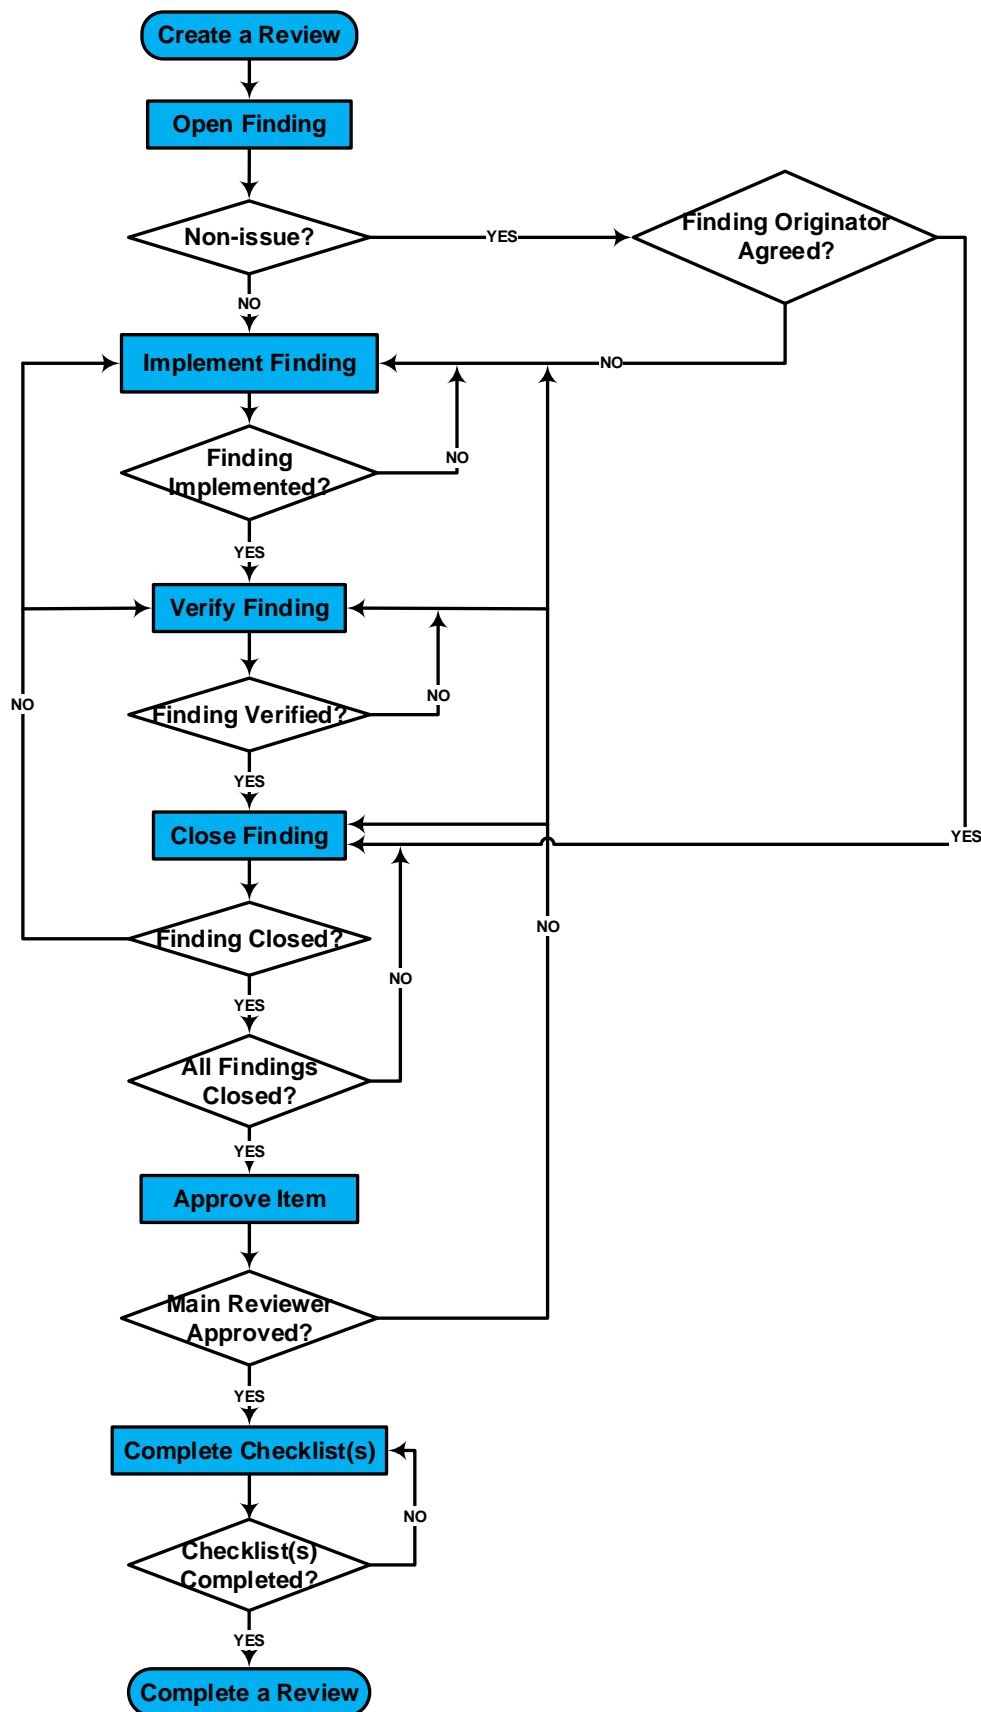 Create a Review
Open Finding
Non-issue?
YES
Finding Originator
Agreed?
NO
Implement Finding
NO
Finding
Implemented?
NO
YES
Verify Finding
NO
Finding Verified?
NO
YES
Close Finding
YES
Finding Closed?
NO
NO
YES
All Findings
Closed?
YES
Approve Item
Main Reviewer
Approved?
YES
Complete Checklist(s)
NO
Checklist(s)
Completed?
YES
Complete a Review